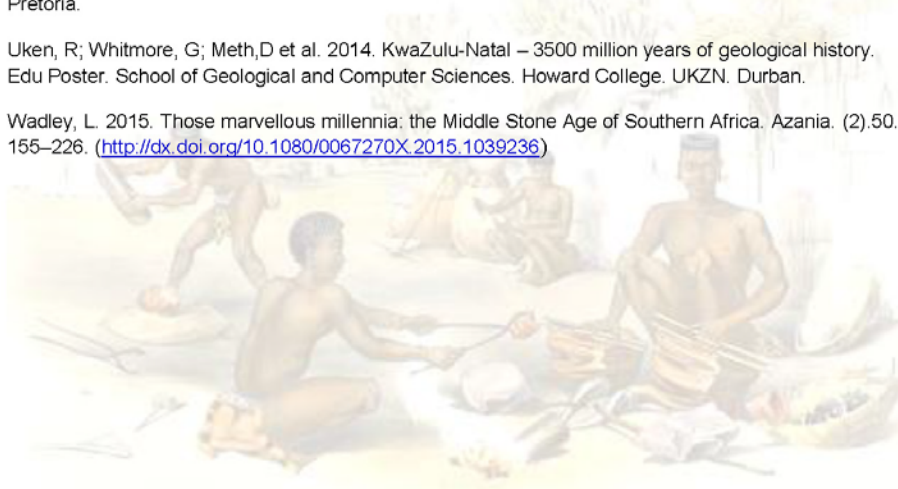 Pretoria.
Uken, R; Whitmore, G; Meth,D et al. 2014. KwaZulu-Natal – 3500 million years of geological history.
Edu Poster. School of Geological and Computer Sciences. Howard College. UKZN. Durban.
Wadley, L. 2015. Those marvellous millennia: the Middle Stone Age of Southern Africa. Azania. (2).50.
155–226. (http://dx.doi.org/10.1080/0067270X.2015.1039236)